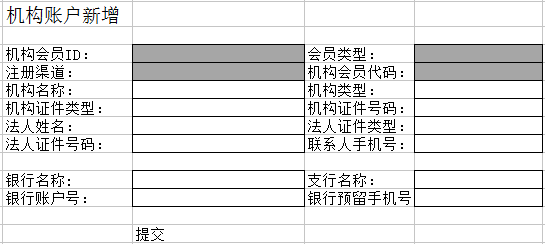 机构账户新增
机构会员ID： 会员类型：
注册渠道： 机构会员代码：
机构名称： 机构类型：
机构证件类型： 机构证件号码：
法人姓名： 法人证件类型：
法人证件号码： 联系人手机号：
银行名称： 支行名称：
银行账户号： 银行预留手机号
提交